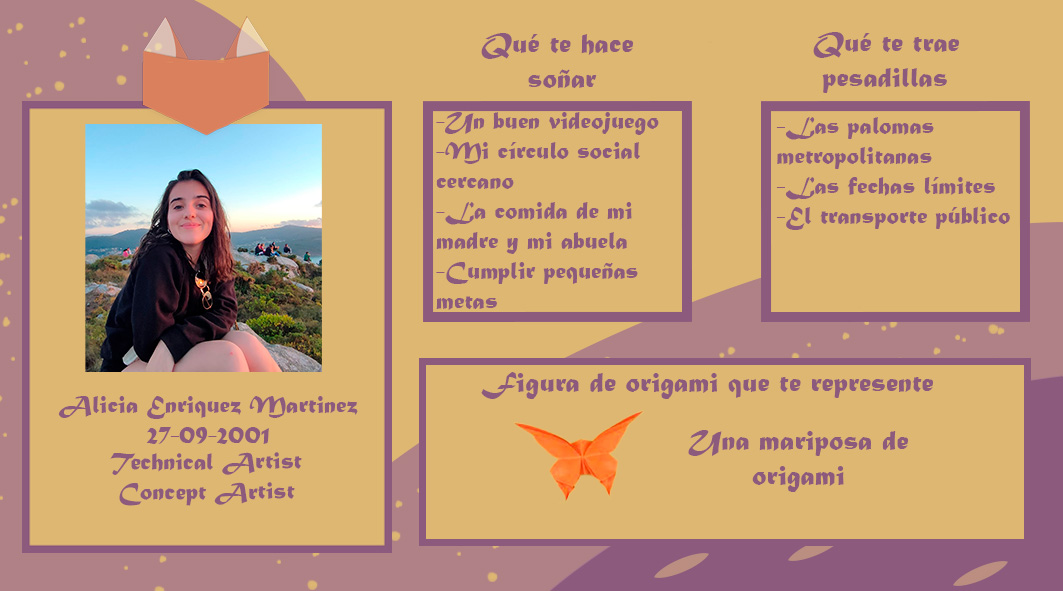 Alicia Enriquez Martinez
27-09-2001
Technical Artist
Concept Artist
Qué te hace
soñar
-Un buen videojuego
-Mi círculo social
cercano
-La comida de mi
madre y mi abuela
-Cumplir pequeñas
metas
Qué te trae
pesadillas
-Las palomas
metropolitanas
-Las fechas límites
-El transporte público
Figura de origami que te represente
Una mariposa de
origami